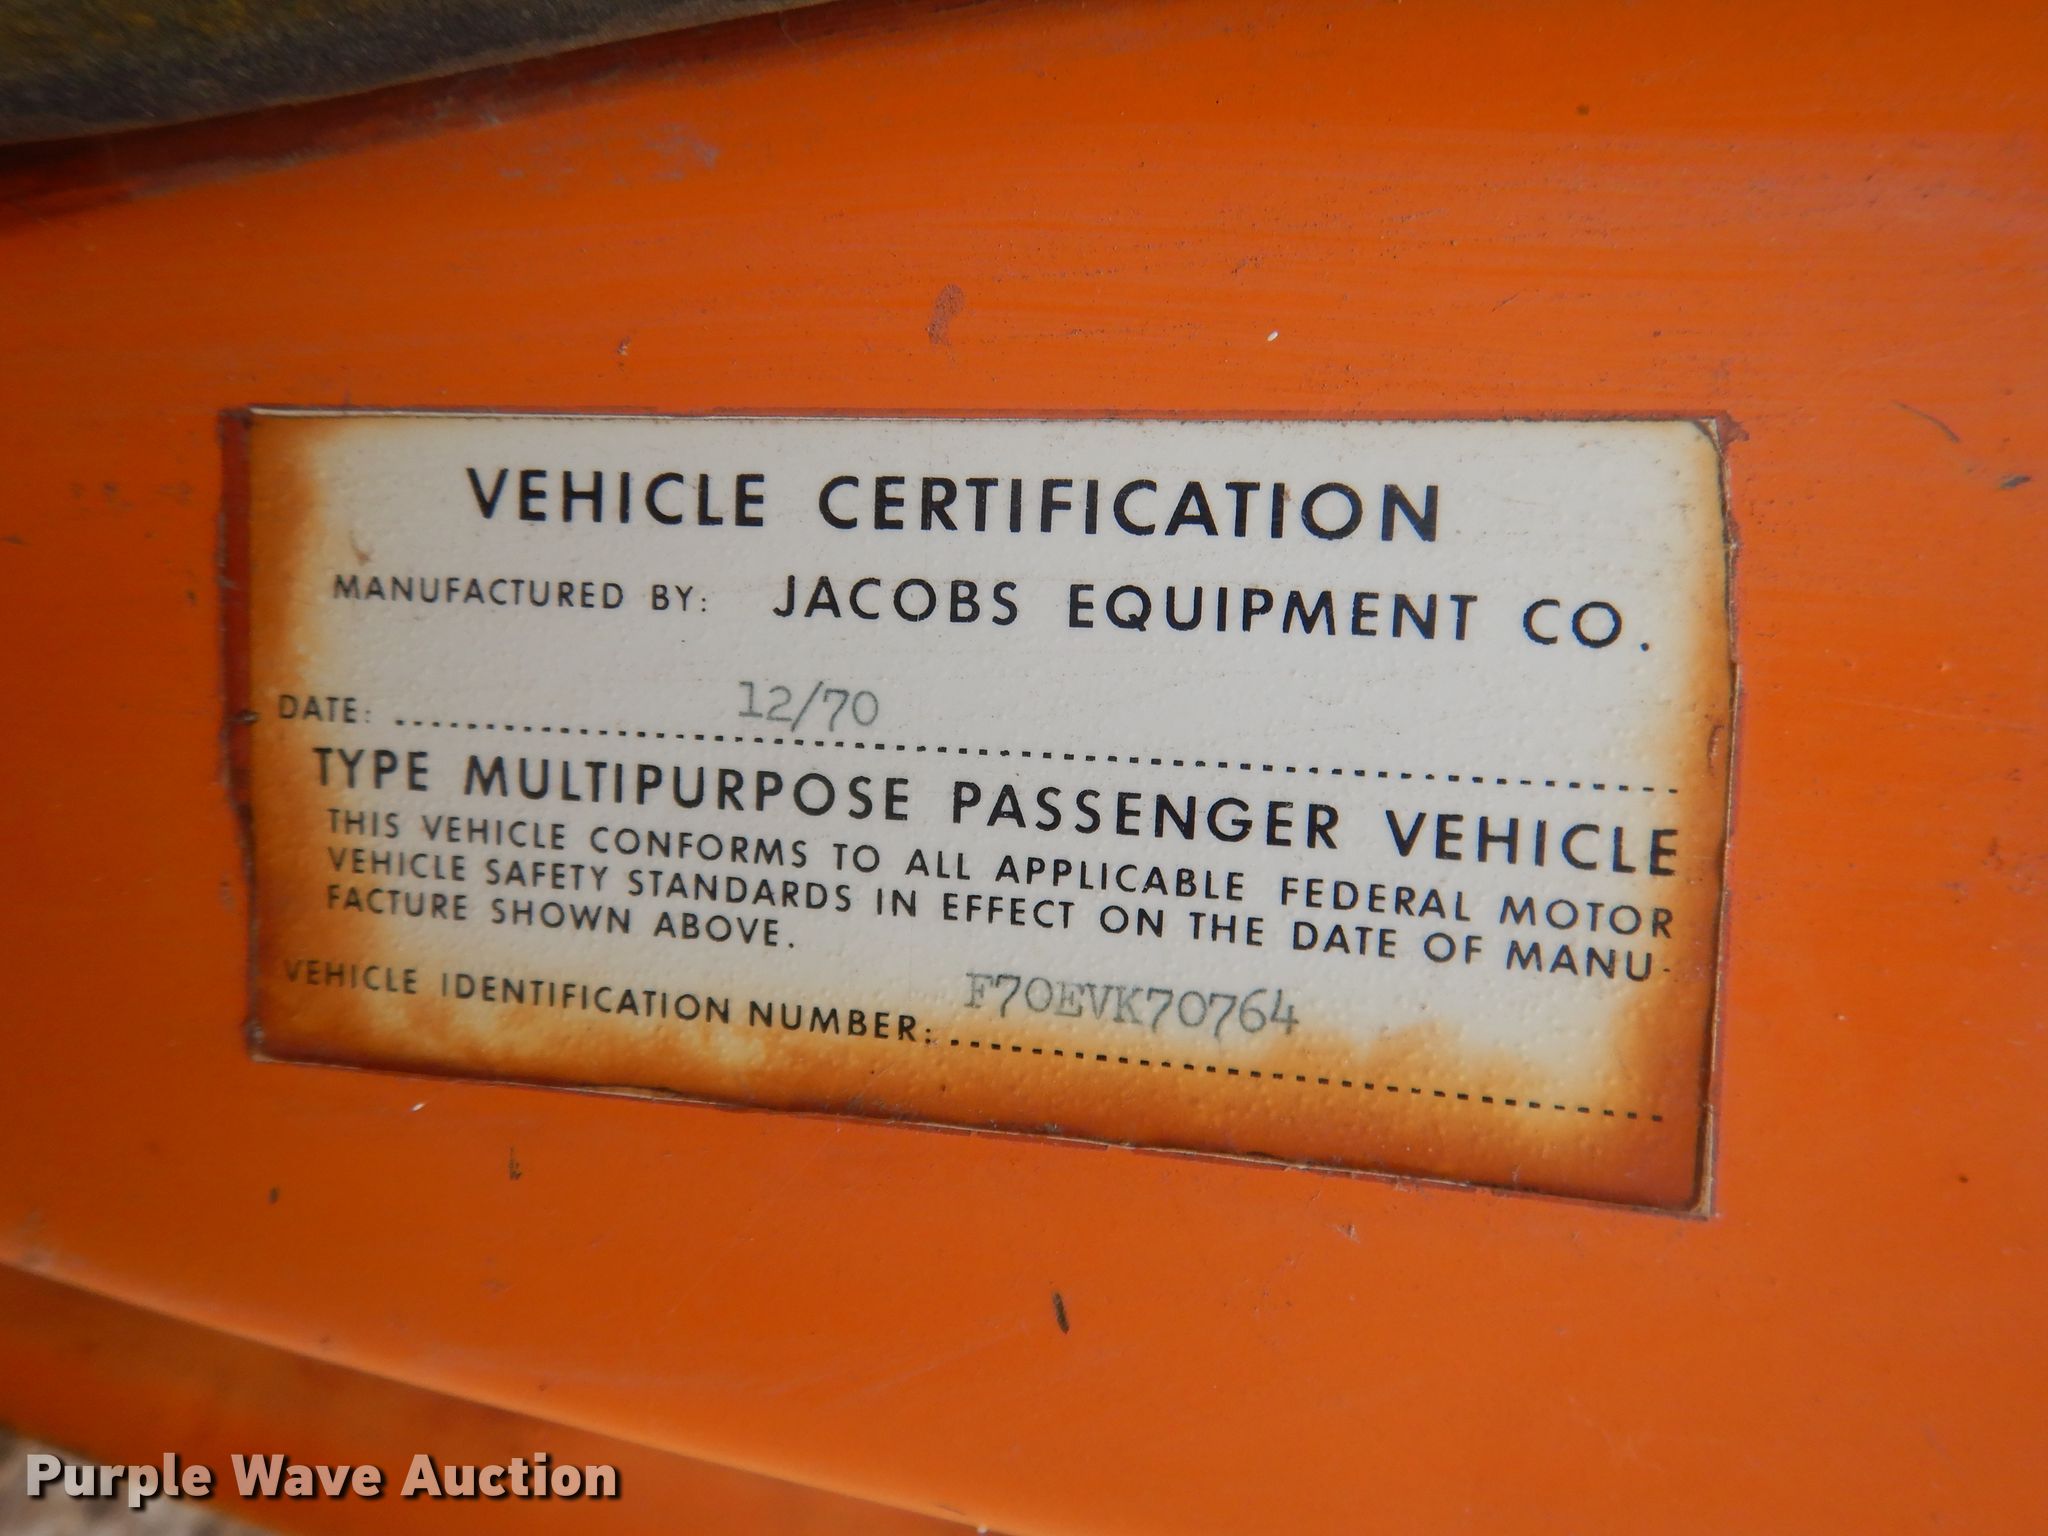 VEHICLE CERTIFICATION
MANUFACTURED BY: JACOBS EQUIPMENT CO.
DATE: 12/70
TYPE MULTIPURPOSE PASSENGER VEHICLE
THIS VEHICLE CONFORMS TO ALL APPLICABLE FEDERAL MOTOR
VEHICLE SAFETY STANDARDS IN EFFECT ON THE DATE OF MANU-
FACTURE SHOWN ABOVE.
VEHICLE IDENTIFICATION NUMBER: F70EVK70764
Purple Wave Auction